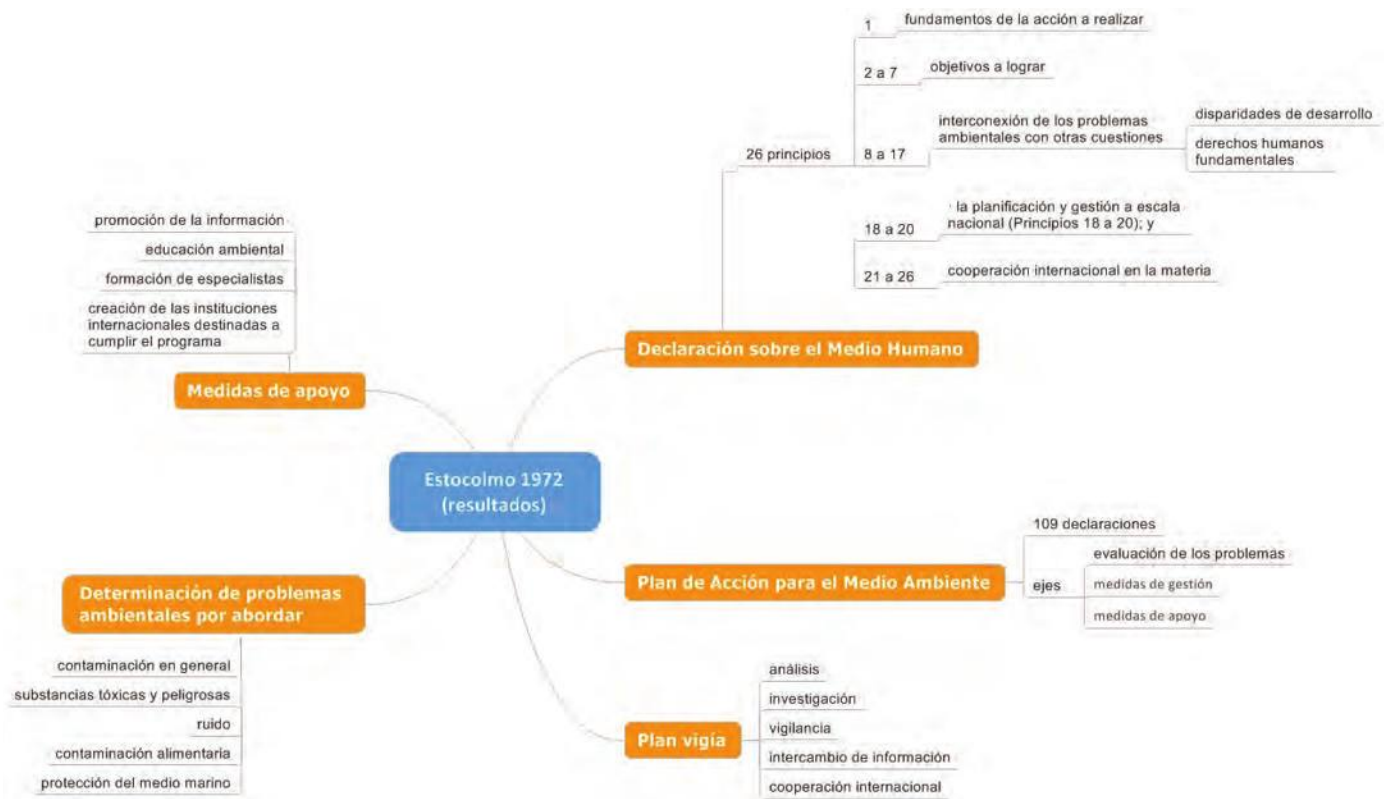 1
fundamentos de la acción a realizar
2 a 7
objetivos a lograr
26 principios
8 a 17
interconexión de los problemas
ambientales con otras cuestiones
disparidades de desarrollo
derechos humanos
fundamentales
18 a 20
la planificación y gestión a escala
nacional (Principios 18 a 20); y
21 a 26
cooperación internacional en la materia
Declaración sobre el Medio Humano
promoción de la información
educación ambiental
formación de especialistas
creación de las instituciones
internacionales destinadas a
cumplir el programa
Medidas de apoyo
Estocolmo 1972
(resultados)
Determinación de problemas
ambientales por abordar
contaminación en general
substancias tóxicas y peligrosas
ruido
contaminación alimentaria
protección del medio marino
Plan de Acción para el Medio Ambiente
109 declaraciones
ejes
evaluación de los problemas
medidas de gestión
medidas de apoyo
Plan vigía
análisis
investigación
vigilancia
intercambio de información
cooperación internacional